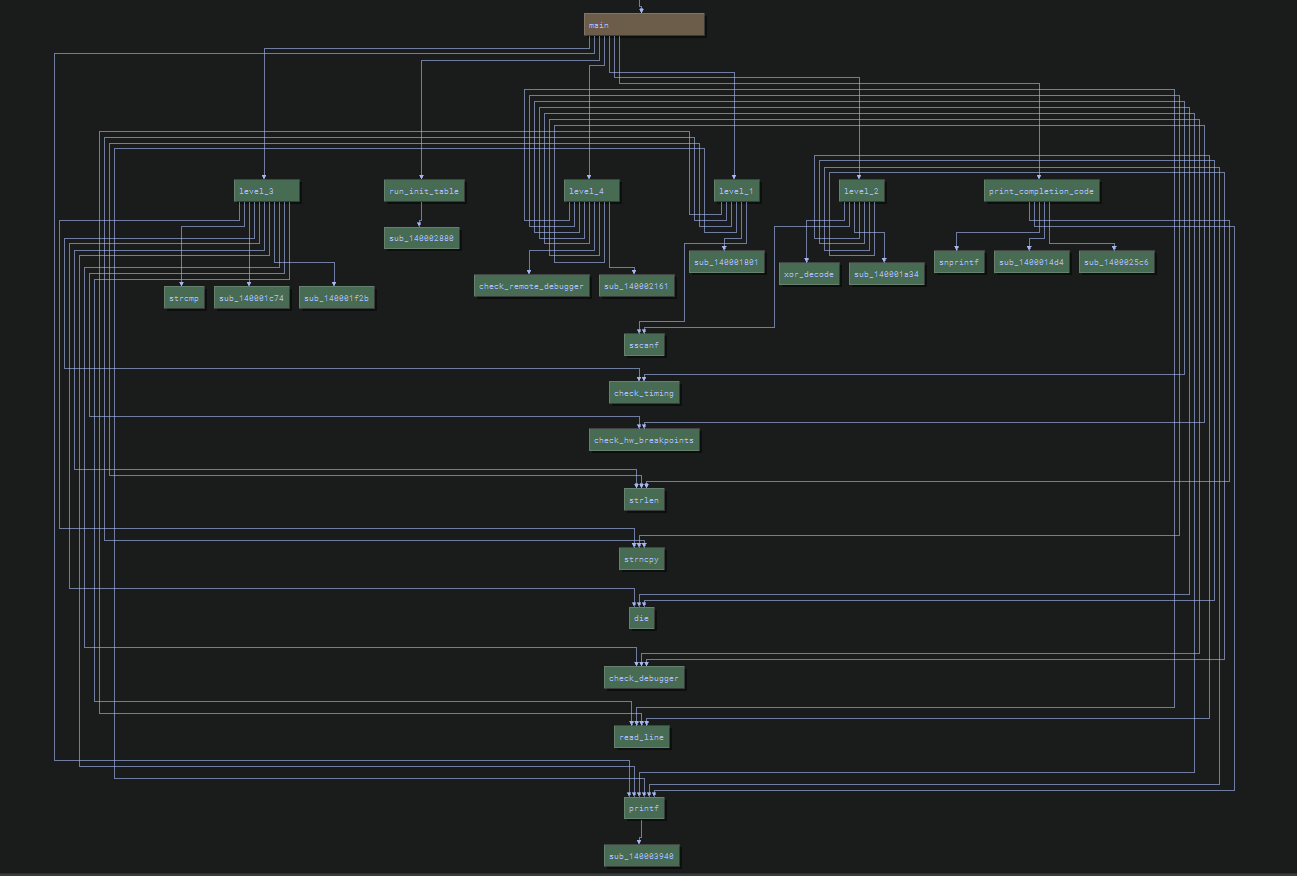 main
level_3
run_init_table
level_4
level_1
level_2
print_completion_code
sub_140002880
sub_140001801
snprintf
sub_1400014d4
sub_1400025c6
xor_decode
sub_140001a34
check_remote_debugger
sub_140002161
strcmp
sub_140001c74
sub_140001f2b
sscanf
check_timing
check_hw_breakpoints
strlen
strncpy
die
check_debugger
read_line
printf
sub_140003940